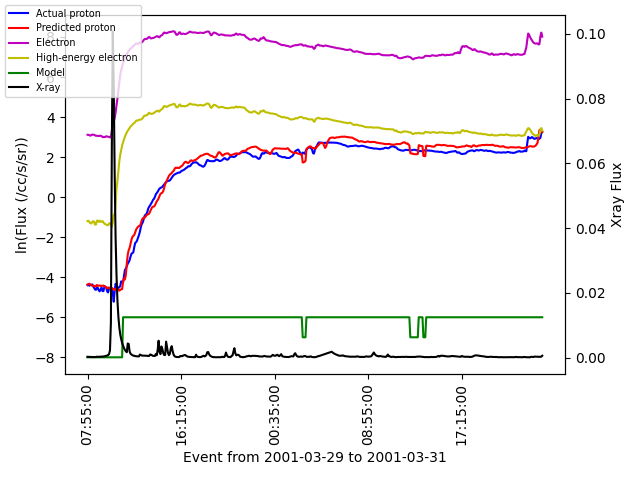 Actual proton
Predicted proton
Electron
High-energy electron
Model
X-ray
8
6
4
2
0
−2
−4
−6
−8
ln(Flux (/cc/s/sr))
0.10
0.08
0.06
0.04
0.02
0.00
Xray Flux
07:55:00
16:15:00
00:35:00
08:55:00
17:15:00
Event from 2001-03-29 to 2001-03-31